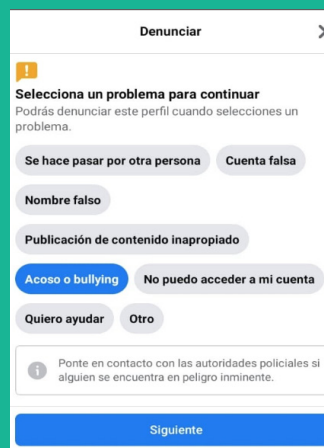 Denunciar
Selecciona un problema para continuar
Podrás denunciar este perfil cuando selecciones un
problema.
Se hace pasar por otra persona Cuenta falsa
Nombre falso
Publicación de contenido inapropiado
Acoso o bullying No puedo acceder a mi cuenta
Quiero ayudar Otro
Ponte en contacto con las autoridades policiales si
alguien se encuentra en peligro inminente.
Siguiente